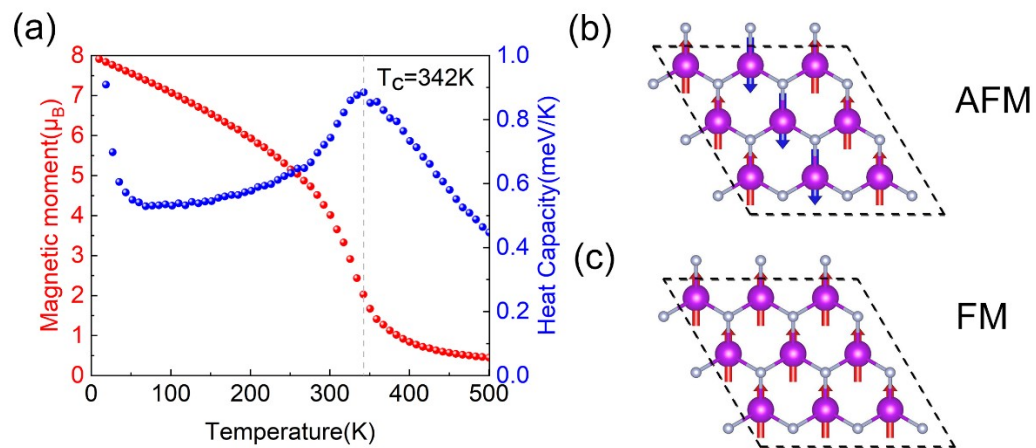 (a)
8
7
6
5
4
3
2
1
0
Magnetic moment(μB)
TC=342K
1.0
0.8
0.6
0.4
0.2
0.0
Heat Capacity(meV/K)
0 100 200 300 400 500
Temperature(K)
(b)
AFM
(c)
FM